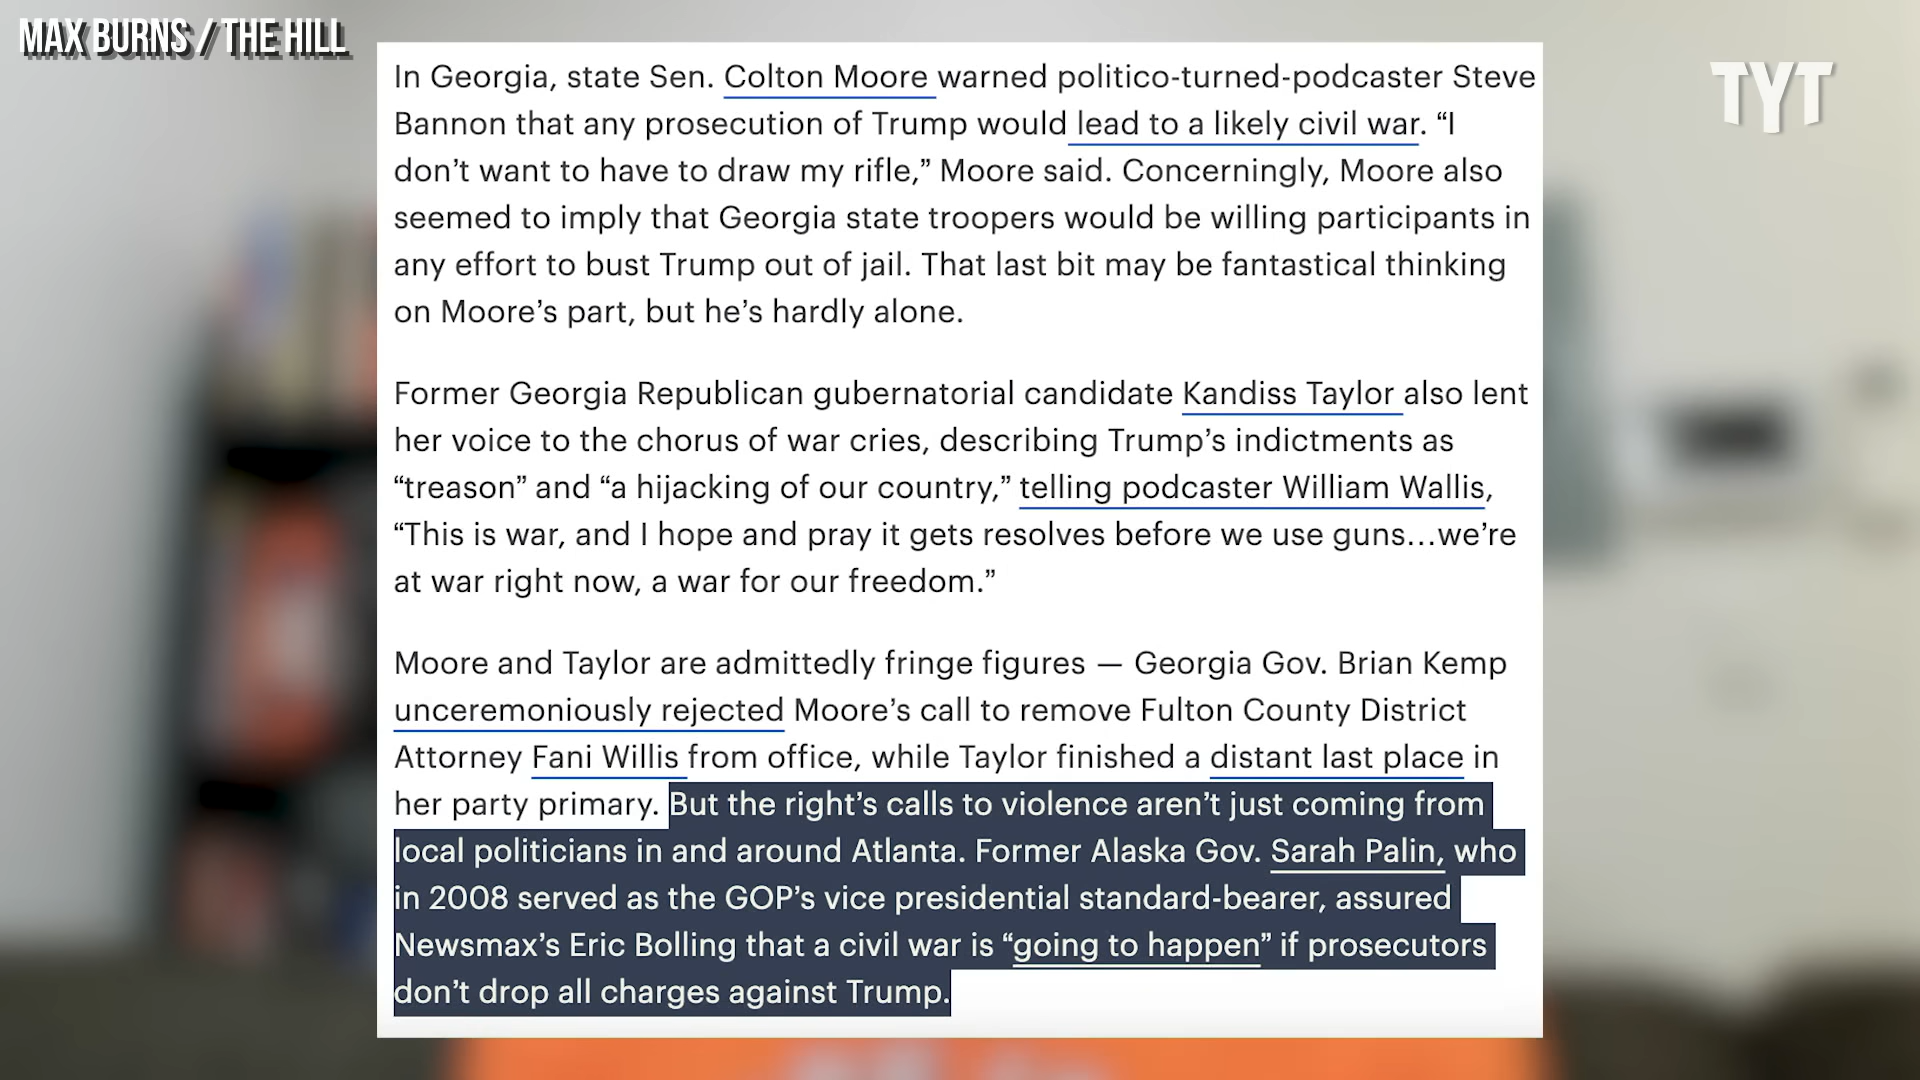 MAX BURNS / THE HILL
TYT
In Georgia, state Sen. Colton Moore warned politico-turned-podcaster Steve
Bannon that any prosecution of Trump would lead to a likely civil war. “I
don’t want to have to draw my rifle,” Moore said. Concerningly, Moore also
seemed to imply that Georgia state troopers would be willing participants in
any effort to bust Trump out of jail. That last bit may be fantastical thinking
on Moore’s part, but he’s hardly alone.
Former Georgia Republican gubernatorial candidate Kandiss Taylor also lent
her voice to the chorus of war cries, describing Trump’s indictments as
“treason” and “a hijacking of our country,” telling podcaster William Wallis,
“This is war, and I hope and pray it gets resolves before we use guns…we’re
at war right now, a war for our freedom.”
Moore and Taylor are admittedly fringe figures — Georgia Gov. Brian Kemp
unceremoniously rejected Moore’s call to remove Fulton County District
Attorney Fani Willis from office, while Taylor finished a distant last place in
her party primary. But the right’s calls to violence aren’t just coming from
local politicians in and around Atlanta. Former Alaska Gov. Sarah Palin, who
in 2008 served as the GOP’s vice presidential standard-bearer, assured
Newsmax’s Eric Bolling that a civil war is “going to happen” if prosecutors
don’t drop all charges against Trump.